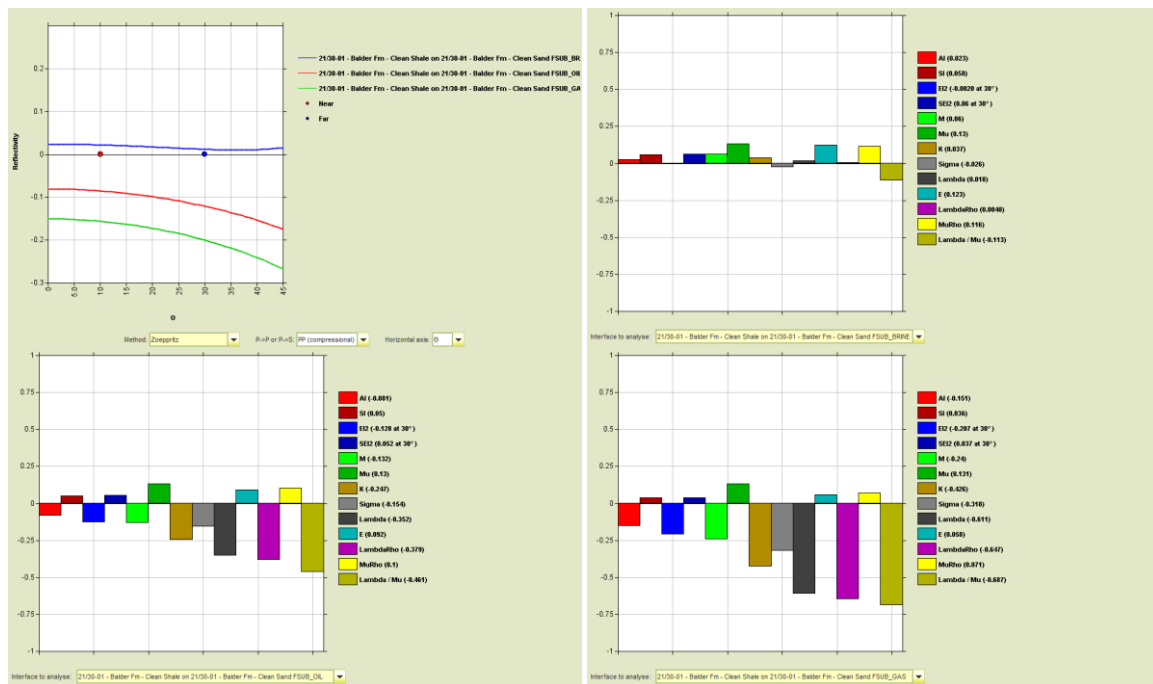 0.2
0.1
0
-0.1
-0.2
-0.3
Reflectivity
0
5.0
10
15
20
25
30
35
40
45
Θ
21/30-01 - Balder Fm - Clean Shale on 21/30-01 - Balder Fm - Clean Sand FSUB_BR
21/30-01 - Balder Fm - Clean Shale on 21/30-01 - Balder Fm - Clean Sand FSUB_OIL
21/30-01 - Balder Fm - Clean Shale on 21/30-01 - Balder Fm - Clean Sand FSUB_GA
Near
Far
Method: Zoeppritz P->P or P->S: PP (compressional) Horizontal axis: Θ
1
0.75
0.5
0.25
0
-0.25
-0.5
-0.75
-1
AI (0.023)
SI (0.058)
EI2 (-0.0020 at 30°)
SEI2 (0.06 at 30°)
M (0.06)
Mu (0.13)
K (0.037)
Sigma (-0.026)
Lambda (0.018)
E (0.123)
LambdaRho (0.0040)
MuRho (0.116)
Lambda / Mu (-0.113)
Interface to analyse: 21/30-01 - Balder Fm - Clean Shale on 21/30-01 - Balder Fm - Clean Sand FSUB_BRINE
1
0.75
0.5
0.25
0
-0.25
-0.5
-0.75
-1
AI (-0.081)
SI (0.05)
EI2 (-0.120 at 30°)
SEI2 (0.052 at 30°)
M (-0.132)
Mu (0.13)
K (-0.247)
Sigma (-0.154)
Lambda (-0.352)
E (0.092)
LambdaRho (-0.379)
MuRho (0.1)
Lambda / Mu (-0.461)
Interface to analyse: 21/30-01 - Balder Fm - Clean Shale on 21/30-01 - Balder Fm - Clean Sand FSUB_OIL
1
0.75
0.5
0.25
0
-0.25
-0.5
-0.75
-1
AI (-0.151)
SI (0.036)
EI2 (-0.207 at 30°)
SEI2 (0.037 at 30°)
M (-0.24)
Mu (0.131)
K (-0.426)
Sigma (-0.318)
Lambda (-0.611)
E (0.058)
LambdaRho (-0.647)
MuRho (0.071)
Lambda / Mu (-0.687)
Interface to analyse: 21/30-01 - Balder Fm - Clean Shale on 21/30-01 - Balder Fm - Clean Sand FSUB_GAS